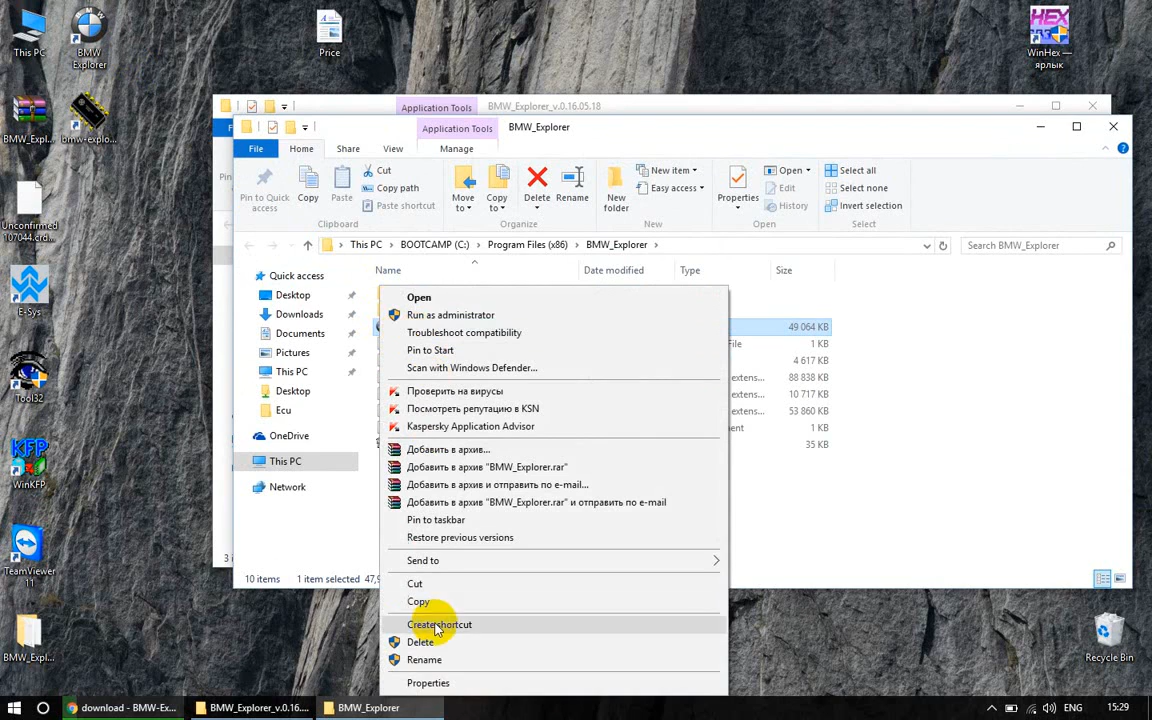 This PC
BMW
Explorer
Price
WinHex —
ярлык
BMW_Expl...
bmw-explo...
Unconfirmed
107044.crd...
E-Sys
Tool32
WinKFP
TeamViewer
11
BMW_Expl...
Recycle Bin
Application Tools
BMW_Explorer_v.0.16.05.18
Application Tools
BMW_Explorer
File
Home
Share
View
Manage
Pin to Quick
access
Copy
Paste
Cut
Copy path
Paste shortcut
Clipboard
Move
to
Copy
to
Delete
Rename
Organize
New
folder
New item
Easy access
New
Properties
Open
Edit
History
Open
Select all
Select none
Invert selection
Select
This PC
BOOTCAMP (C:)
Program Files (x86)
BMW_Explorer
Search BMW_Explorer
Name
Date modified
Type
Size
Quick access
Desktop
Downloads
Documents
Pictures
This PC
Desktop
Ecu
OneDrive
This PC
Network
Open
Run as administrator
Troubleshoot compatibility
Pin to Start
Scan with Windows Defender...
Проверить на вирусы
Посмотреть репутацию в KSN
Kaspersky Application Advisor
Добавить в архив...
Добавить в архив "BMW_Explorer.rar"
Добавить в архив и отправить по e-mail...
Добавить в архив "BMW_Explorer.rar" и отправить по e-mail
Pin to taskbar
Restore previous versions
Send to
Cut
Copy
Create shortcut
Delete
Rename
Properties
49 064 KB
File
1 KB
4 617 KB
extens...
88 838 KB
extens...
10 717 KB
extens...
53 860 KB
ment
1 KB
35 KB
10 items
1 item selected
47,9
download - BMW-Ex...
BMW_Explorer_v.0.16....
BMW_Explorer
ENG
15:29